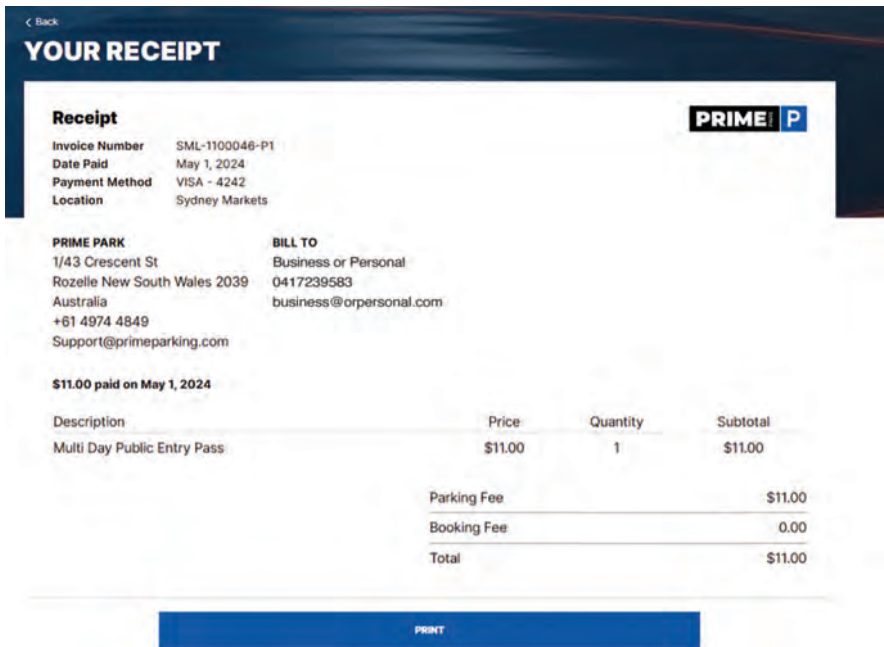 < Back
YOUR RECEIPT
Receipt
PRIME P
Invoice Number SML-1100046-P1
Date Paid May 1, 2024
Payment Method VISA - 4242
Location Sydney Markets
PRIME PARK BILL TO
1/43 Crescent St Business or Personal
Rozelle New South Wales 2039 0417239583
Australia business@orpersonal.com
+61 4974 4849
Support@primeparking.com
$11.00 paid on May 1, 2024
Description Price Quantity Subtotal
Multi Day Public Entry Pass $11.00 1 $11.00
Parking Fee $11.00
Booking Fee 0.00
Total $11.00
PRINT